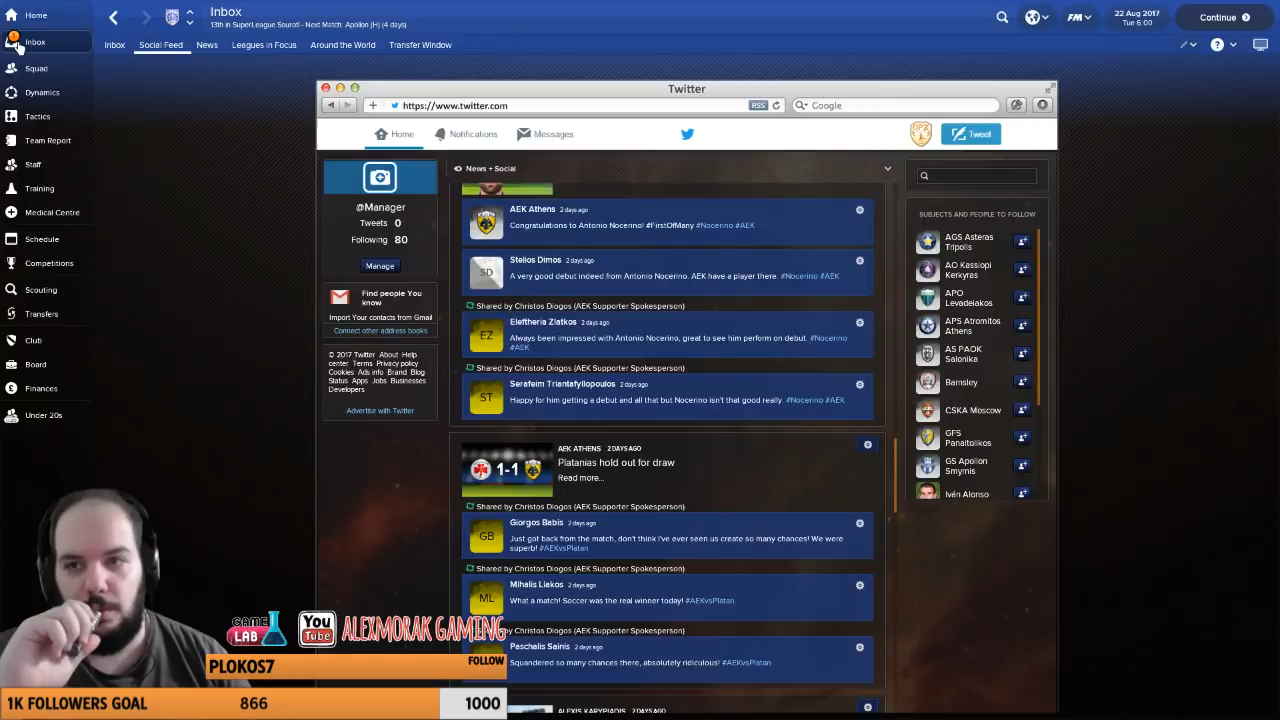 Home
Inbox
Squad
Dynamics
Tactics
Team Report
Staff
Training
Medical Centre
Schedule
Competitions
Scouting
Transfers
Club
Board
Finances
Under 20s
Inbox
13th in SuperLeague Souroti - Next Match: Apollon (H) (4 days)
FM
22 Aug 2017
Tue 6:00
Continue
Inbox
Social Feed
News
Leagues in Focus
Around the World
Transfer Window
Twitter
https://www.twitter.com
RSS
Google
Home
Notifications
Messages
Tweet
@Manager
Tweets 0
Following 80
Manage
Find people You know
Import Your contacts from Gmail
Connect other address books
© 2017 Twitter About Help
center Terms Privacy policy
Cookies Ads info Brand Blog
Status Apps Jobs Businesses
Developers
Advertise with Twitter
News + Social
AEK Athens 2 days ago
Congratulations to Antonio Nocerino! #FirstOfMany #Nocerino #AEK
SD
Stelios Dimos 2 days ago
A very good debut indeed from Antonio Nocerino. AEK have a player there. #Nocerino #AEK
Shared by Christos Diogos (AEK Supporter Spokesperson)
EZ
Eleftheria Zlatkos 2 days ago
Always been impressed with Antonio Nocerino, great to see him perform on debut. #Nocerino
#AEK
Shared by Christos Diogos (AEK Supporter Spokesperson)
ST
Serafeim Triantafyllopoulos 2 days ago
Happy for him getting a debut and all that but Nocerino isn't that good really. #Nocerino #AEK
1-1
AEK ATHENS 2 DAYS AGO
Platanias hold out for draw
Read more...
Shared by Christos Diogos (AEK Supporter Spokesperson)
GB
Giorgos Babis 2 days ago
Just got back from the match, don't think I've ever seen us create so many chances! We were
superb! #AEKvsPlatan
Shared by Christos Diogos (AEK Supporter Spokesperson)
ML
Mihalis Liakos 2 days ago
What a match! Soccer was the real winner today! #AEKvsPlatan
Spokesperson)
Paschalis Sainis 2 days ago
Squandered so many chances there, absolutely ridiculous! #AEKvsPlatan
ALEXIS KARYPIADIS 2 DAYS AGO
SUBJECTS AND PEOPLE TO FOLLOW
AGS Asteras
Tripolis
AO Kassiopi
Kerkyras
APO
Levadeiakos
APS Atromitos
Athens
AS PAOK
Salonika
Barnsley
CSKA Moscow
GFS
Panaitolikos
GS Apollon
Smyrnis
Iván Alonso
GAME
LAB
You
Tube
ALEXMORAK GAMING
PLOKOS7
FOLLOW
1K FOLLOWERS GOAL
866
1000